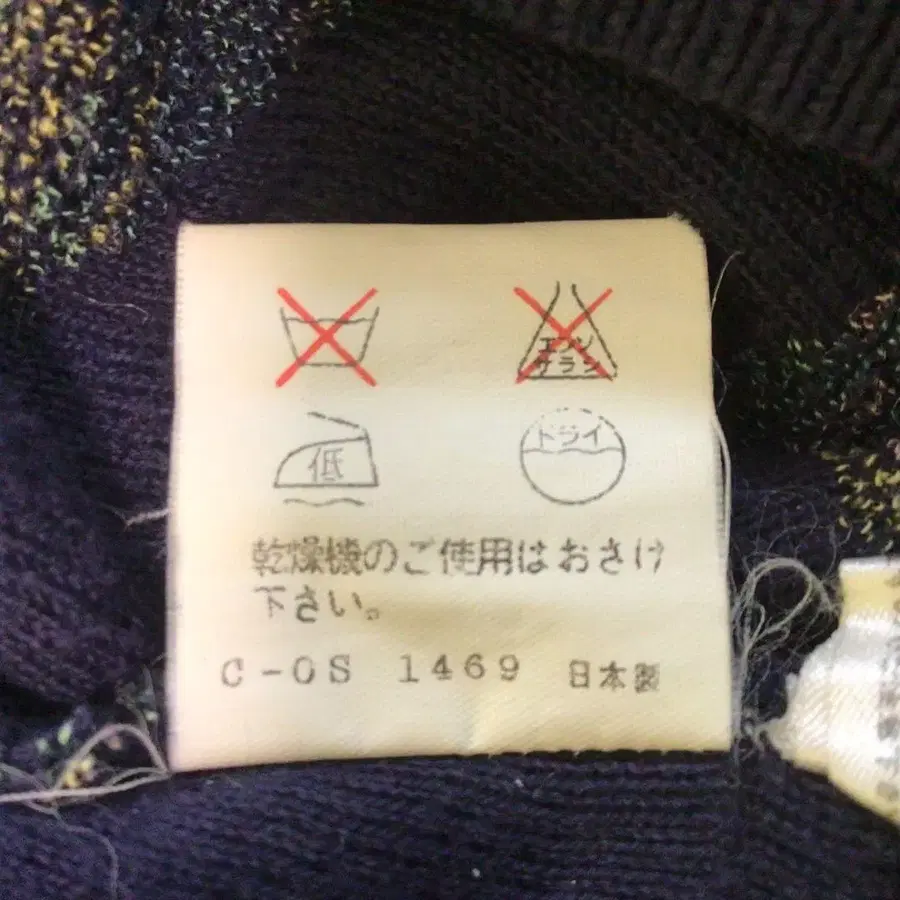 エンソ
サラシ
低
ドライ
乾燥機のご使用はおさけ
下さい。
C-0S 1469 日本製